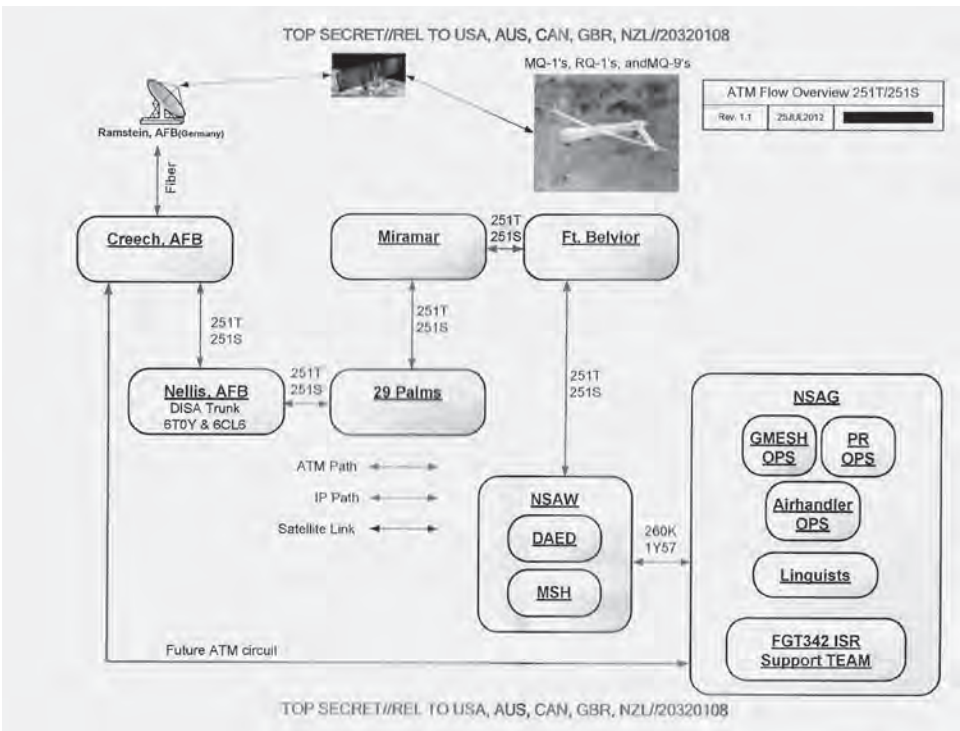 TOP SECRET//REL TO USA, AUS, CAN, GBR, NZL//20320108
MQ-1's, RQ-1's, andMQ-9's
ATM Flow Overview 251T/251S
Rev. 1.1
25JUL2012
Ramstein, AFB(Germany)
Fiber
Creech, AFB
Miramar
251T
251S
Ft. Belvior
251T
251S
251T
251S
251T
251S
Nellis, AFB
DISA Trunk
6T0Y & 6CL6
251T
251S
29 Palms
NSAG
GMESH
OPS
PR
OPS
Airhandler
OPS
Linquists
FGT342 ISR
Support TEAM
ATM Path
IP Path
Satellite Link
NSAW
DAED
MSH
260K
1Y57
Future ATM circuit
TOP SECRET//REL TO USA, AUS, CAN, GBR, NZL//20320108